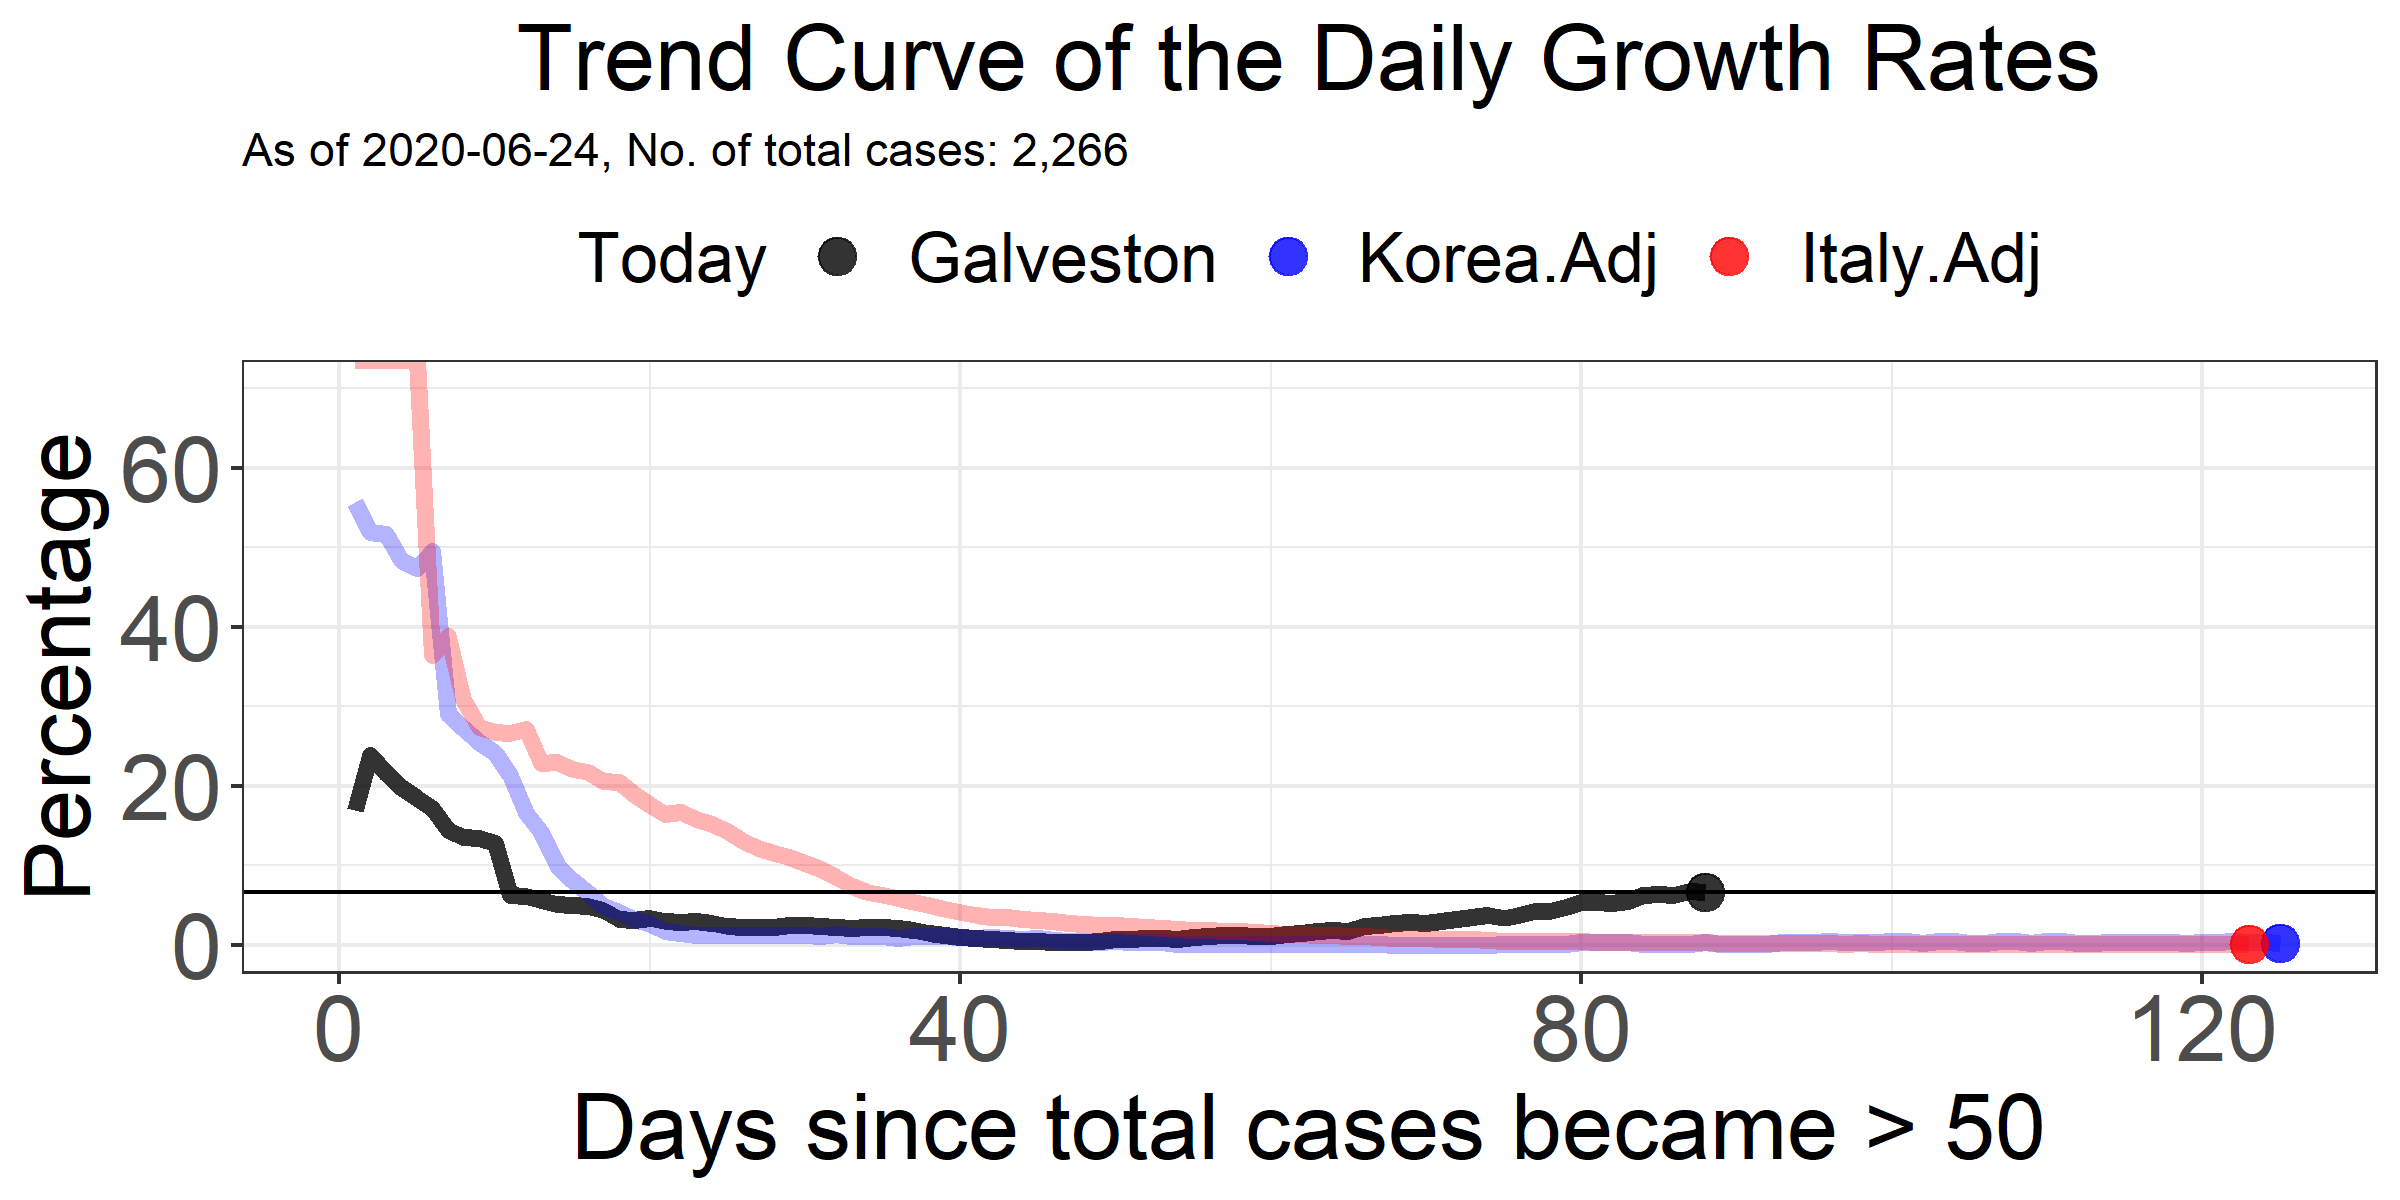 Trend Curve of the Daily Growth Rates
As of 2020-06-24, No. of total cases: 2,266
Today Galveston Korea.Adj Italy.Adj
Percentage
60
40
20
0
0 40 80 120
Days since total cases became > 50